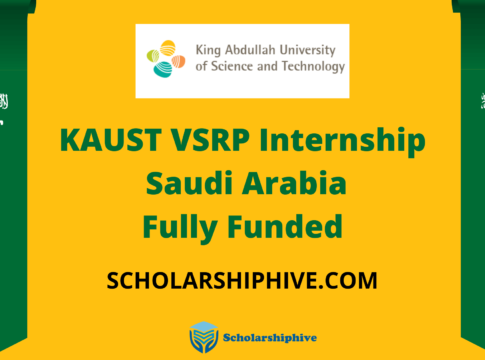 King Abdullah University
of Science and Technology
KAUST VSRP Internship
Saudi Arabia
Fully Funded
SCHOLARSHIPHIVE.COM
Scholarshiphive